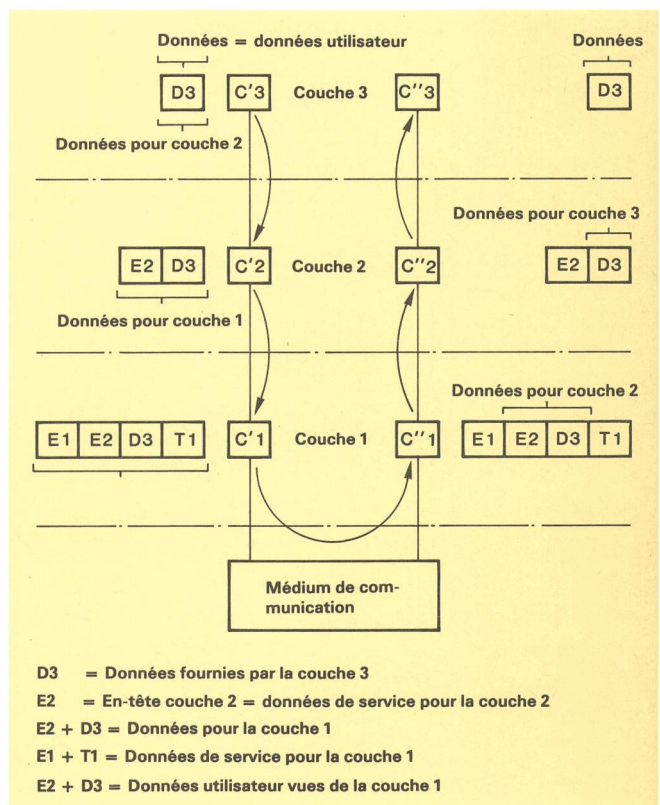 Données = données utilisateur
Données
D3
C'3
Couche 3
C''3
D3
Données pour couche 2
Données pour couche 3
E2 D3
C'2
Couche 2
C''2
E2 D3
Données pour couche 1
Données pour couche 2
E1 E2 D3 T1
C'1
Couche 1
C''1
E1 E2 D3 T1
Médium de com-
munication
D3 = Données fournies par la couche 3
E2 = En-tête couche 2 = données de service pour la couche 2
E2 + D3 = Données pour la couche 1
E1 + T1 = Données de service pour la couche 1
E2 + D3 = Données utilisateur vues de la couche 1